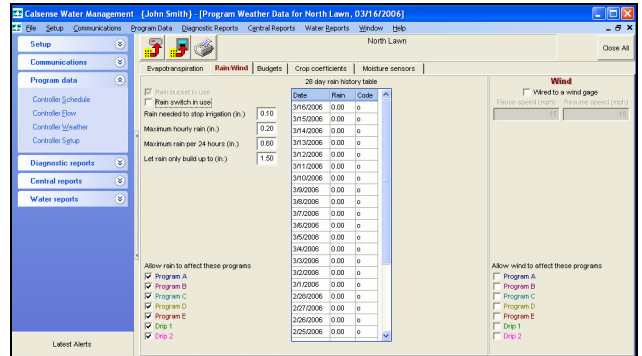 Calsense Water Management {John Smith} - [Program Weather Data for North Lawn, 03/16/2006]
File Setup Communications Program Data Diagnostic Reports Central Reports Water Reports Window Help
Setup
Communications
Program data
Controller Schedule
Controller Flow
Controller Weather
Controller Setup
Diagnostic reports
Central reports
Water reports
Latest Alerts
North Lawn
Close All
Evapotranspiration Rain/Wind Budgets Crop coefficients Moisture sensors
Rain bucket in use
Rain switch in use
Rain needed to stop irrigation (in.) 0.10
Maximum hourly rain (in.) 0.20
Maximum rain per 24 hours (in.) 0.60
Let rain only build up to (in.) 1.50
Allow rain to affect these programs
Program A
Program B
Program C
Program D
Program E
Drip 1
Drip 2
28 day rain history table
Date Rain Code
3/16/2006 0.00 o
3/15/2006 0.00 o
3/14/2006 0.00 o
3/13/2006 0.00 o
3/12/2006 0.00 o
3/11/2006 0.00 o
3/10/2006 0.00 o
3/9/2006 0.00 o
3/8/2006 0.00 o
3/7/2006 0.00 o
3/6/2006 0.00 o
3/5/2006 0.00 o
3/4/2006 0.00 o
3/3/2006 0.00 o
3/2/2006 0.00 o
3/1/2006 0.00 o
2/28/2006 0.00 o
2/27/2006 0.00 o
2/26/2006 0.00 o
2/25/2006 0.00 o
Wind
Wired to a wind gage
Pause speed (mph) Resume speed (mph)
15 15
Allow wind to affect these programs
Program A
Program B
Program C
Program D
Program E
Drip 1
Drip 2